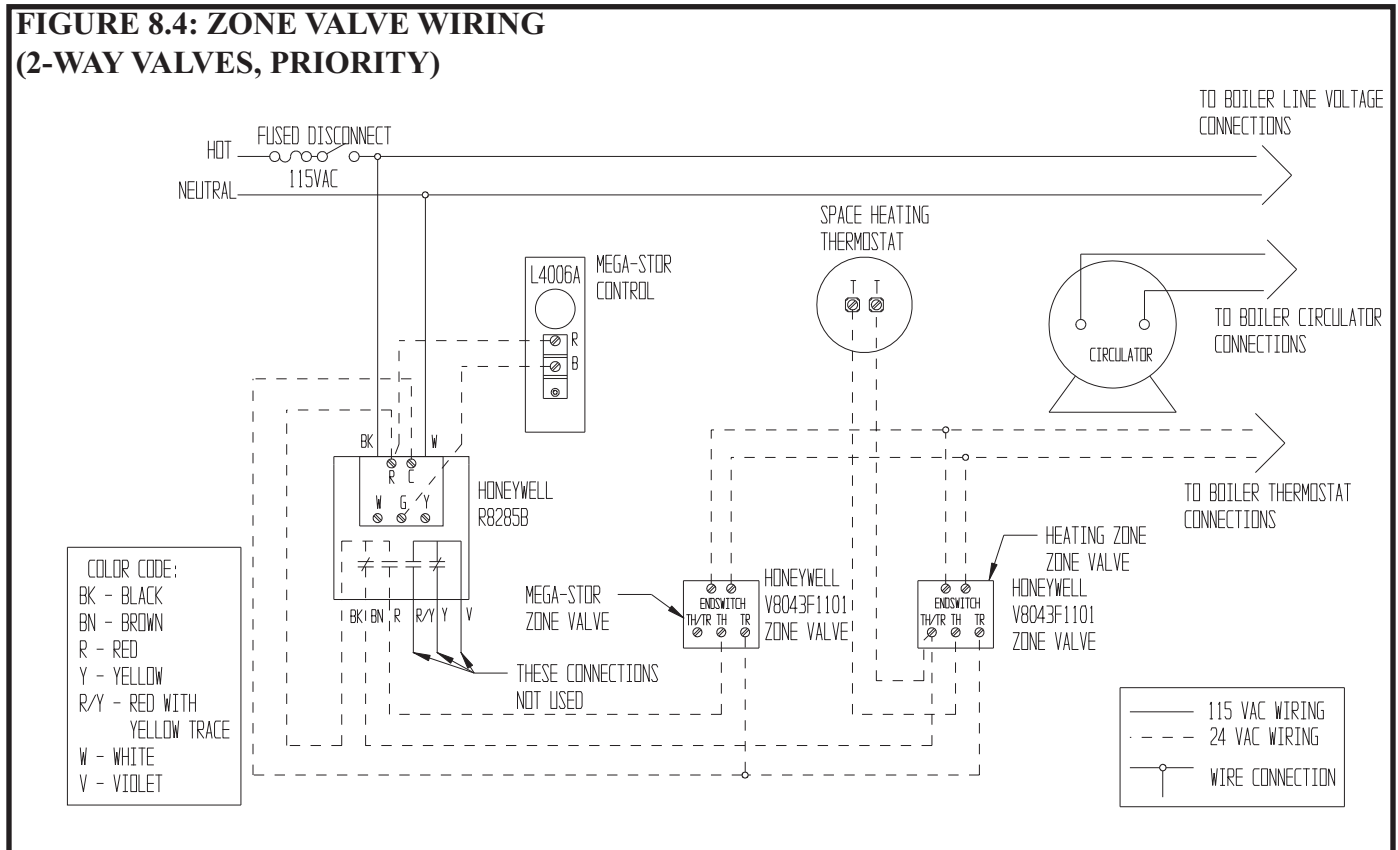 FIGURE 8.4: ZONE VALVE WIRING
(2-WAY VALVES, PRIORITY)
TO BOILER LINE VOLTAGE
CONNECTIONS
HOT
FUSED DISCONNECT
115VAC
NEUTRAL
SPACE HEATING
THERMOSTAT
T T
L4006A
MEGA-STOR
CONTROL
R
B
TO BOILER CIRCULATOR
CONNECTIONS
CIRCULATOR
BK W
R C
W G Y
HONEYWELL
R8285B
TO BOILER THERMOSTAT
CONNECTIONS
HEATING ZONE
ZONE VALVE
COLOR CODE:
BK - BLACK
BN - BROWN
R - RED
Y - YELLOW
R/Y - RED WITH
YELLOW TRACE
W - WHITE
V - VIOLET
BK BN R R/Y Y V
THESE CONNECTIONS
NOT USED
MEGA-STOR
ZONE VALVE
ENDSWITCH
TH/TR TH TR
HONEYWELL
V8043F1101
ZONE VALVE
ENDSWITCH
TH/TR TH TR
HONEYWELL
V8043F1101
ZONE VALVE
115 VAC WIRING
24 VAC WIRING
WIRE CONNECTION